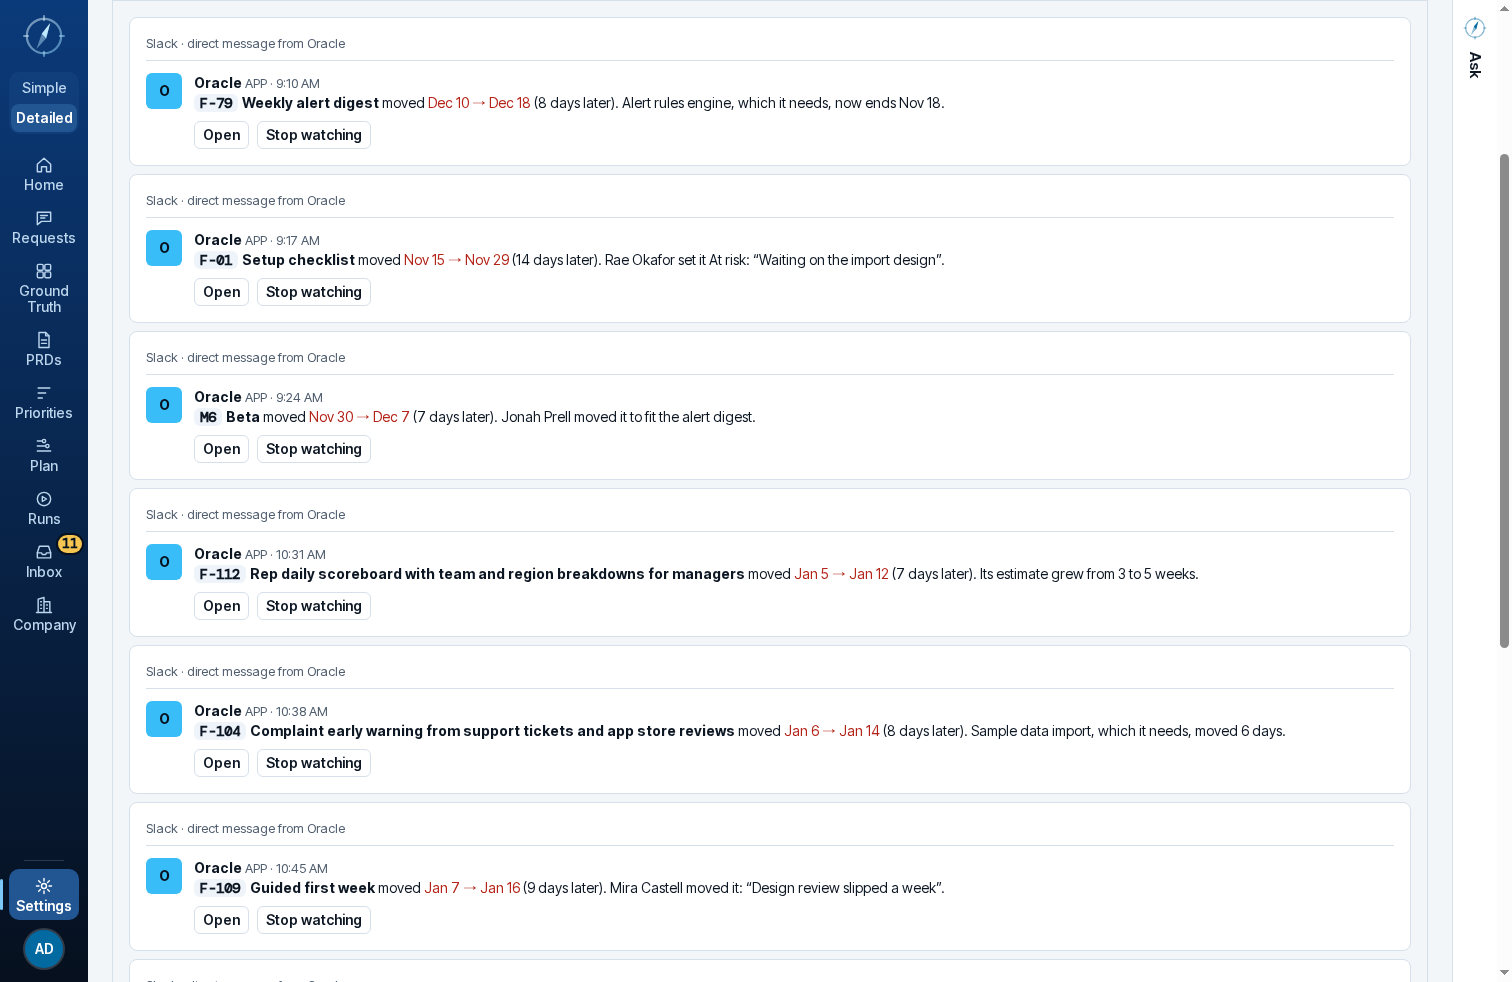 Simple
Detailed
Home
Requests
Ground
Truth
PRDs
Priorities
Plan
Runs
11
Inbox
Company
Settings
AD
Slack · direct message from Oracle
O
Oracle APP · 9:10 AM
F-79 Weekly alert digest moved Dec 10 → Dec 18 (8 days later). Alert rules engine, which it needs, now ends Nov 18.
Open Stop watching
Slack · direct message from Oracle
O
Oracle APP · 9:17 AM
F-01 Setup checklist moved Nov 15 → Nov 29 (14 days later). Rae Okafor set it At risk: “Waiting on the import design”.
Open Stop watching
Slack · direct message from Oracle
O
Oracle APP · 9:24 AM
M6 Beta moved Nov 30 → Dec 7 (7 days later). Jonah Prell moved it to fit the alert digest.
Open Stop watching
Slack · direct message from Oracle
O
Oracle APP · 10:31 AM
F-112 Rep daily scoreboard with team and region breakdowns for managers moved Jan 5 → Jan 12 (7 days later). Its estimate grew from 3 to 5 weeks.
Open Stop watching
Slack · direct message from Oracle
O
Oracle APP · 10:38 AM
F-104 Complaint early warning from support tickets and app store reviews moved Jan 6 → Jan 14 (8 days later). Sample data import, which it needs, moved 6 days.
Open Stop watching
Slack · direct message from Oracle
O
Oracle APP · 10:45 AM
F-109 Guided first week moved Jan 7 → Jan 16 (9 days later). Mira Castell moved it: “Design review slipped a week”.
Open Stop watching
Ask